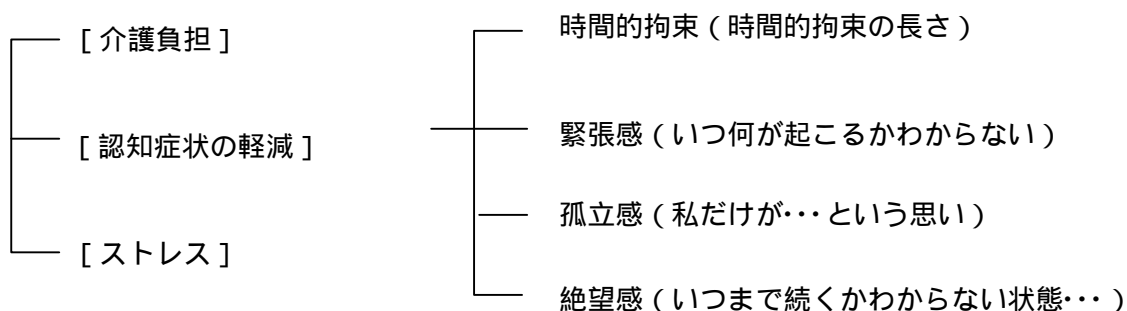 [ 介護負担 ]
[ 認知症状の軽減 ]
[ ストレス ]
時間的拘束 ( 時間的拘束の長さ )
緊張感 ( いつ何が起こるかわからない )
孤立感 ( 私だけが・・・という思い )
絶望感 ( いつまで続くかわからない状態・・・ )